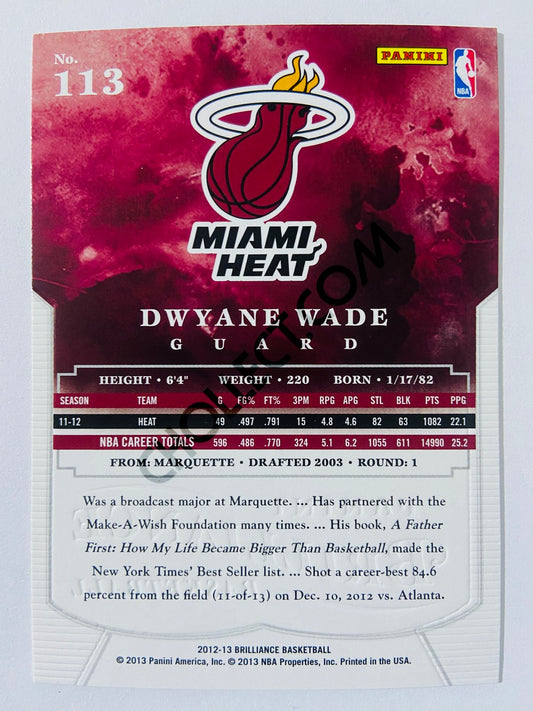 No.
113
PANINI
NBA
MIAMI
HEAT
DWYANE WADE
GUARD
HEIGHT • 6'4" WEIGHT • 220 BORN • 1/17/82
SEASON TEAM G FG% FT% 3PM RPG APG STL BLK PTS PPG
11-12 HEAT 49 .497 .791 15 4.8 4.6 82 63 1082 22.1
NBA CAREER TOTALS 596 .486 .770 324 5.1 6.2 1055 611 14990 25.2
FROM: MARQUETTE • DRAFTED 2003 • ROUND: 1
Was a broadcast major at Marquette. ... Has partnered with the
Make-A-Wish Foundation many times. ... His book, A Father
First: How My Life Became Bigger Than Basketball, made the
New York Times' Best Seller list. ... Shot a career-best 84.6
percent from the field (11-of-13) on Dec. 10, 2012 vs. Atlanta.
2012-13 BRILLIANCE BASKETBALL
© 2013 Panini America, Inc. © 2013 NBA Properties, Inc. Printed in the USA.
CHOLLECT.COM